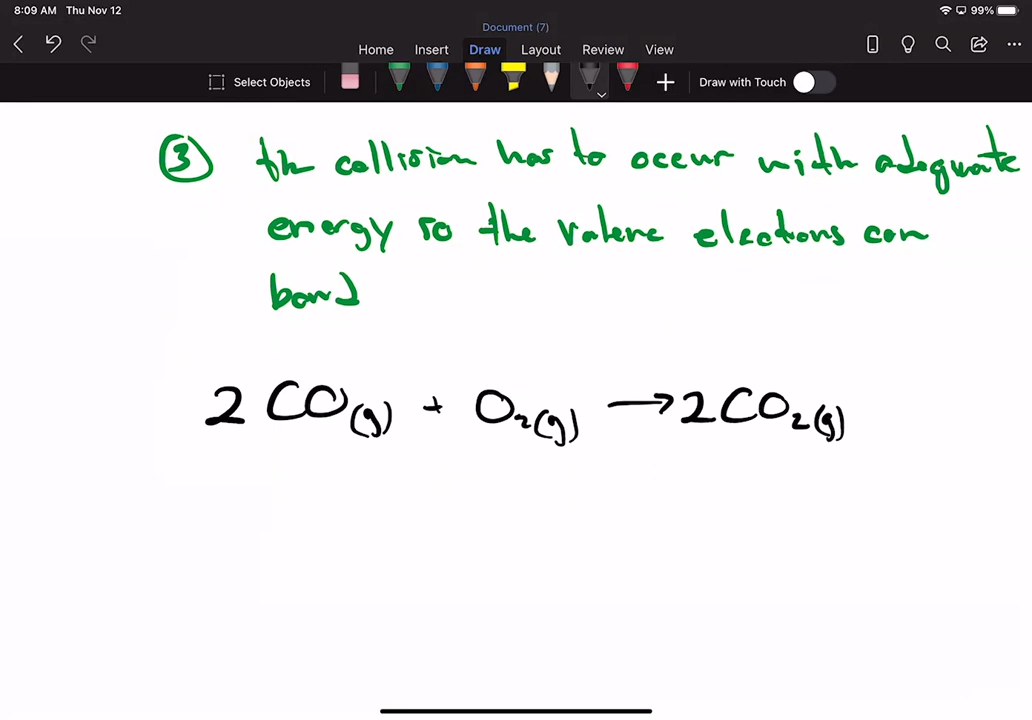 8:09 AM Thu Nov 12
99%
Document (7)
Home Insert Draw Layout Review View
Select Objects
Draw with Touch
③ the collision has to occur with adequate
energy so the valence electrons can
bond
2 CO(g) + O₂(g) → 2CO₂(g)